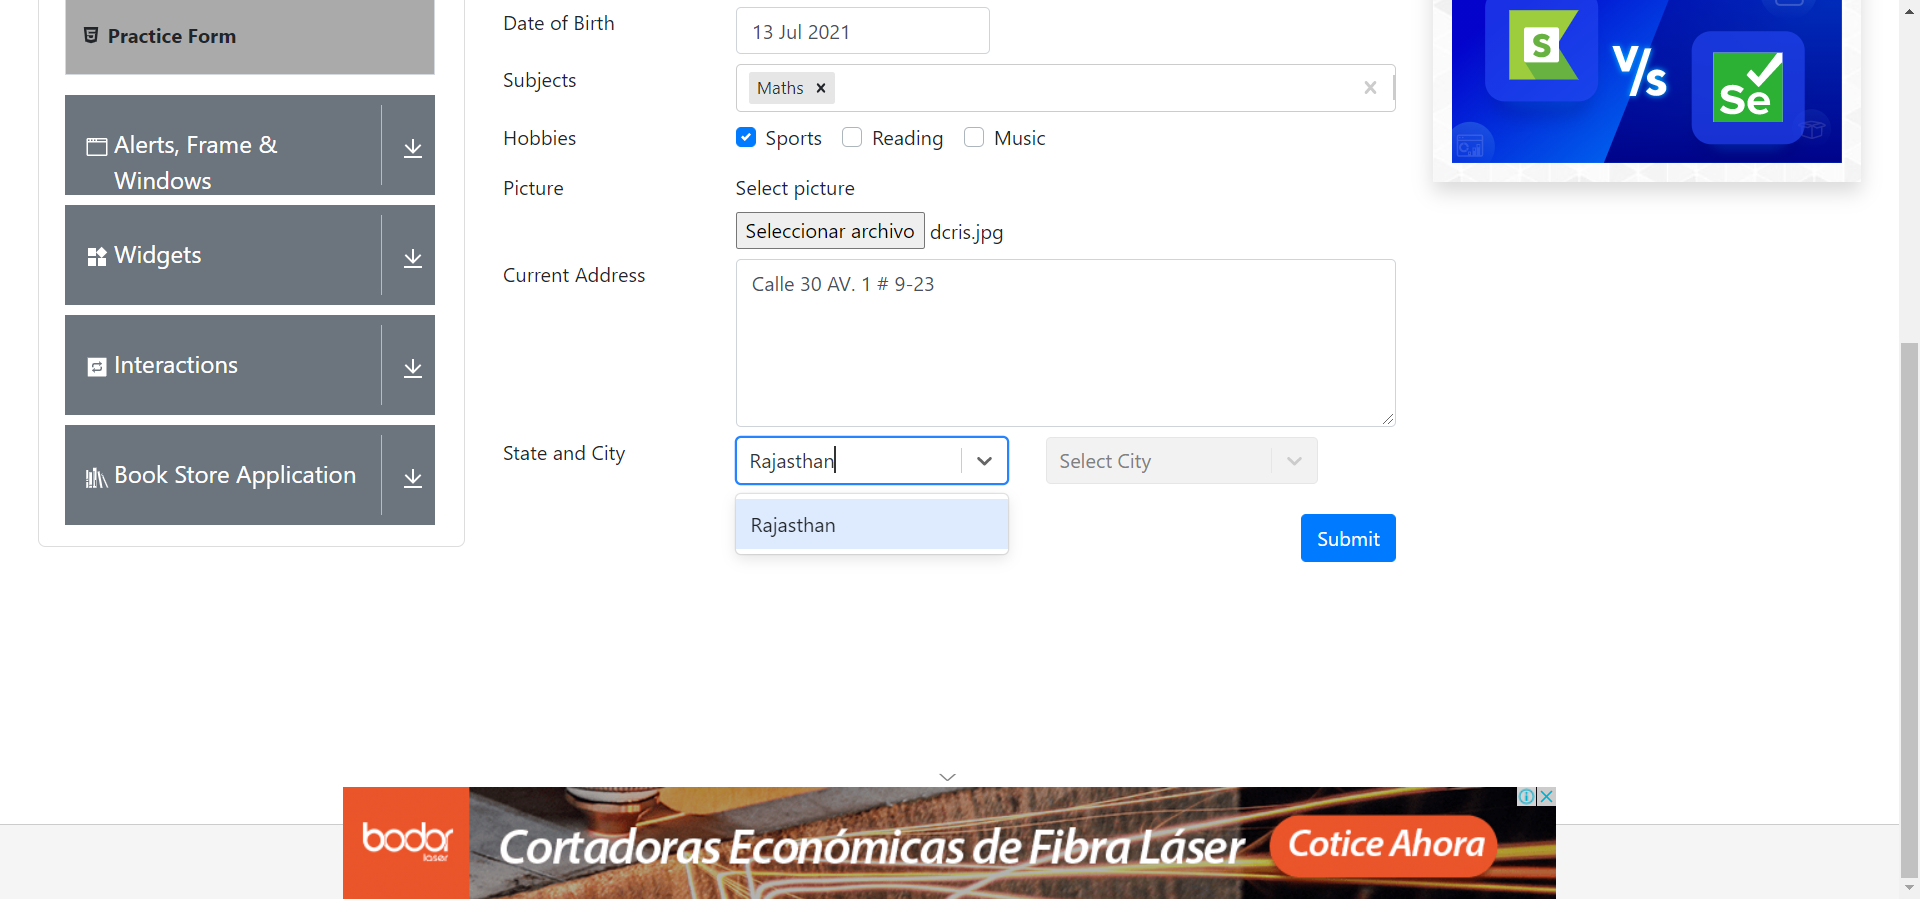 Practice Form
Alerts, Frame &
Windows
Widgets
Interactions
Book Store Application
Date of Birth
13 Jul 2021
Subjects
Maths
Hobbies
Sports
Reading
Music
Picture
Select picture
Seleccionar archivo dcris.jpg
Current Address
Calle 30 AV. 1 # 9-23
State and City
Rajasthan
Select City
Rajasthan
Submit
S
V/s
Se
bodor
laser
Cortadoras Económicas de Fibra Láser
Cotice Ahora